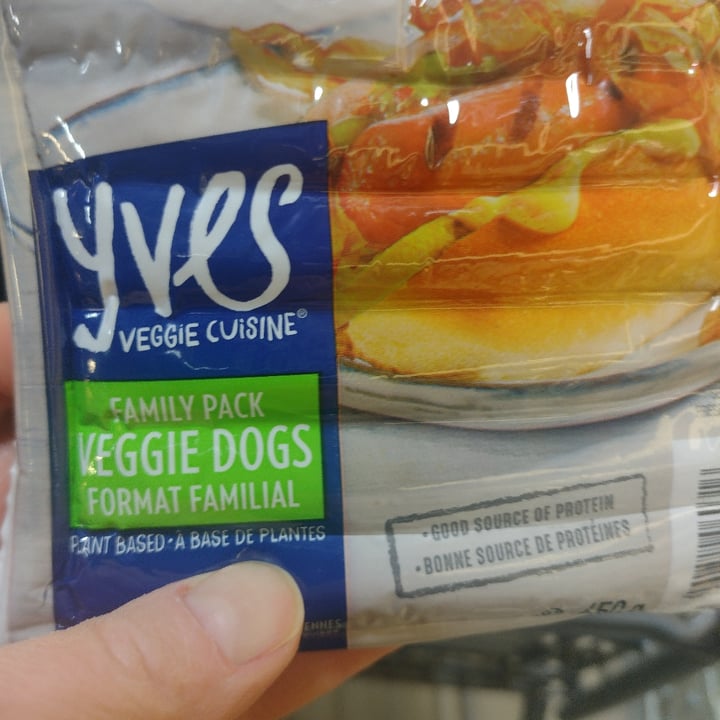 yves
VEGGIE CUISINE®
FAMILY PACK
VEGGIE DOGS
FORMAT FAMILIAL
PLANT BASED • À BASE DE PLANTES
• GOOD SOURCE OF PROTEIN
• BONNE SOURCE DE PROTÉINES
450 g